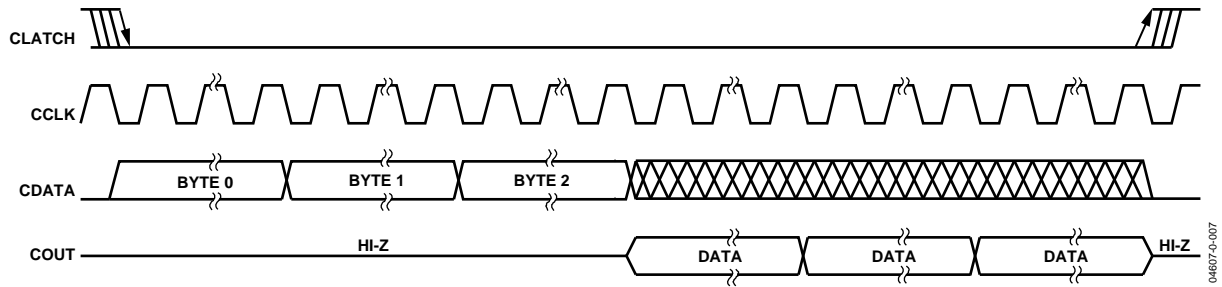 CLATCH
CCLK
CDATA
BYTE 0
BYTE 1
BYTE 2
COUT
HI-Z
DATA
DATA
DATA
HI-Z
04607-0-007